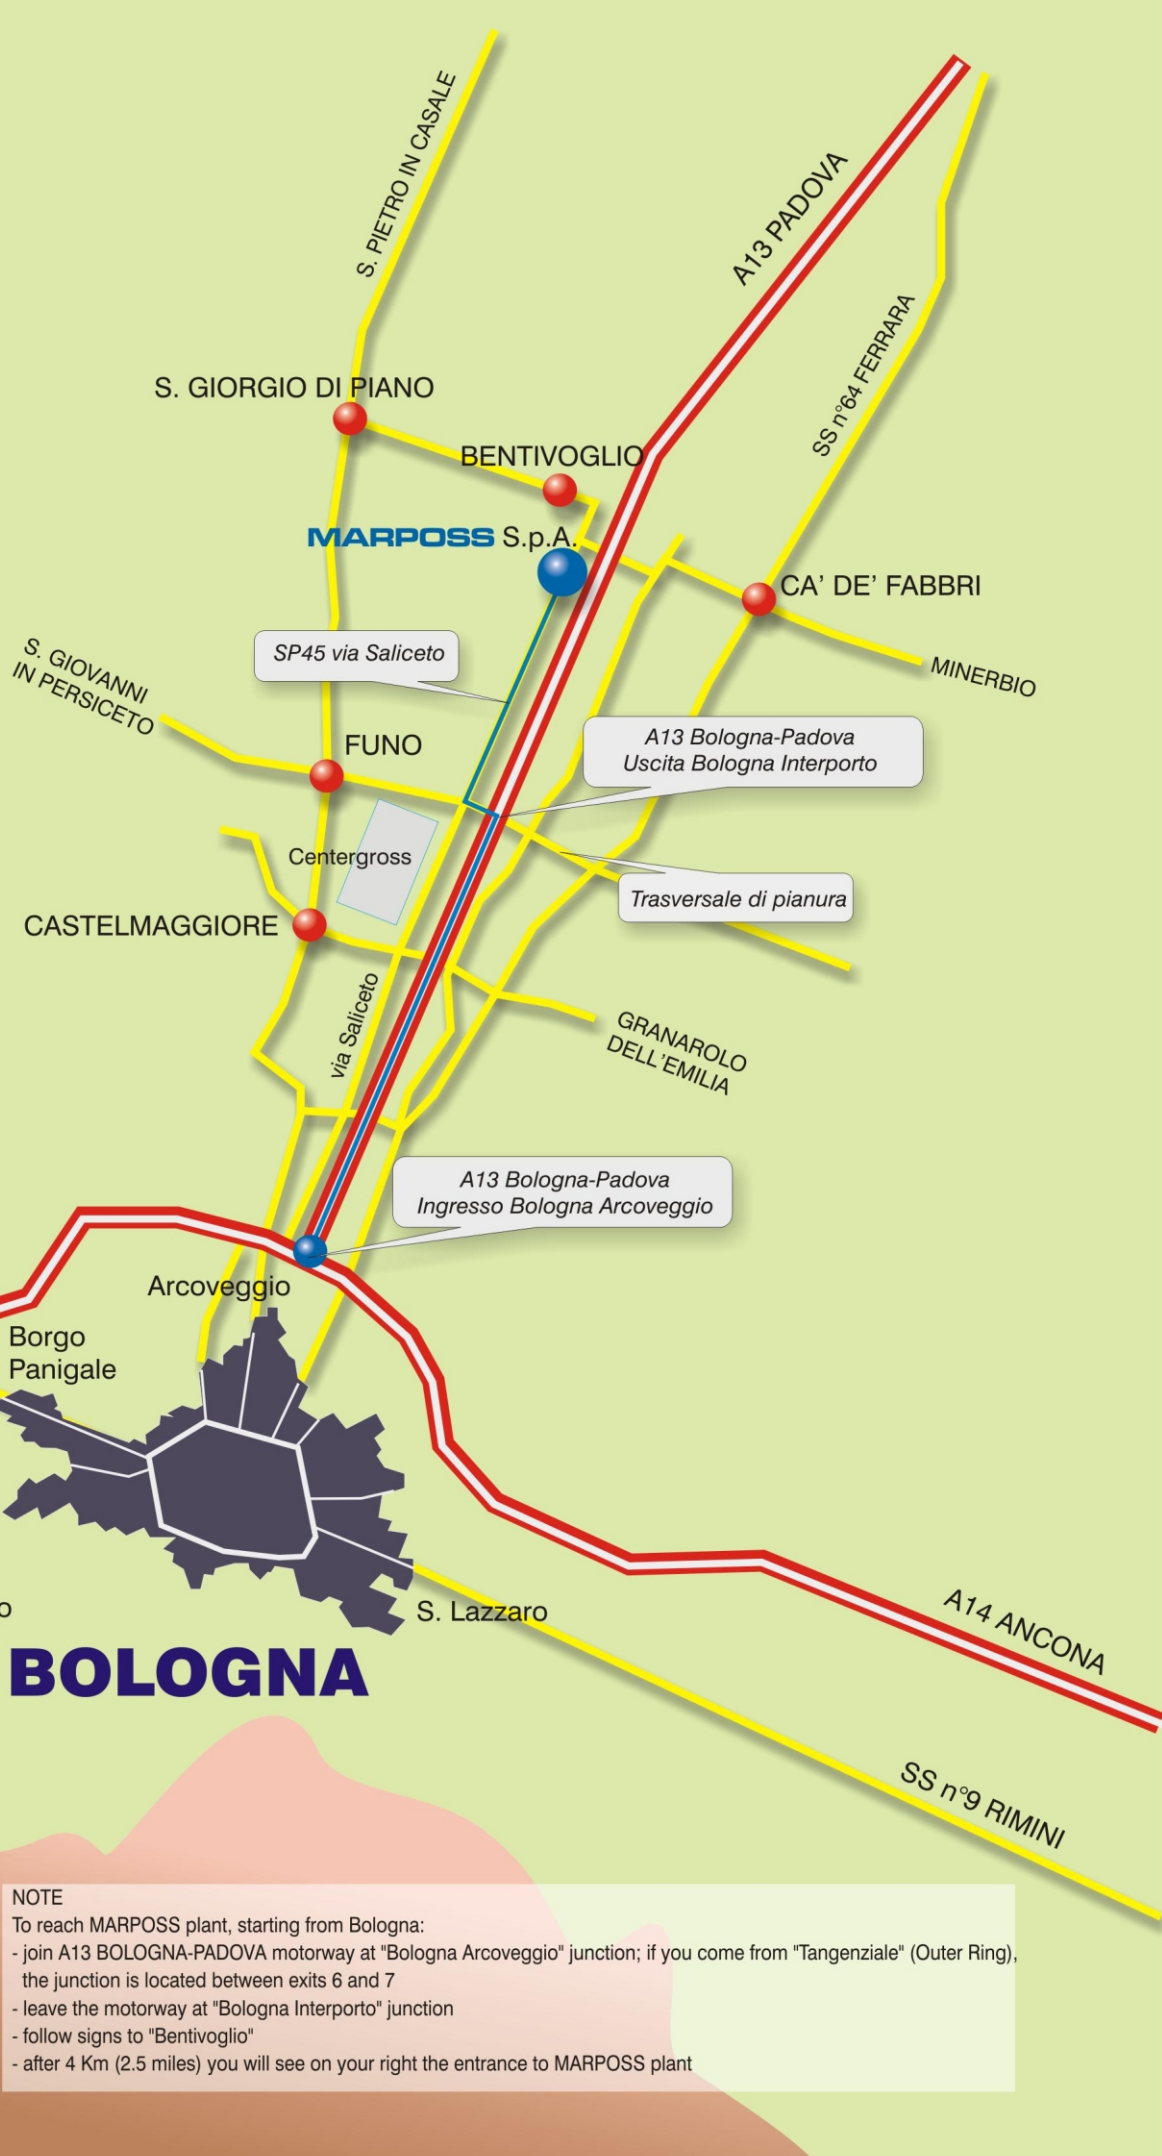 S. PIETRO IN CASALE
A13 PADOVA
SS n°64 FERRARA
S. GIORGIO DI PIANO
BENTIVOGLIO
MARPOSS S.p.A.
CA' DE' FABBRI
SP45 via Saliceto
S. GIOVANNI
IN PERSICETO
MINERBIO
FUNO
A13 Bologna-Padova
Uscita Bologna Interporto
Centergross
Trasversale di pianura
CASTELMAGGIORE
via Saliceto
GRANAROLO
DELL'EMILIA
A13 Bologna-Padova
Ingresso Bologna Arcoveggio
Arcoveggio
Borgo
Panigale
A14 ANCONA
o
S. Lazzaro
BOLOGNA
SS n°9 RIMINI
NOTE
To reach MARPOSS plant, starting from Bologna:
- join A13 BOLOGNA-PADOVA motorway at "Bologna Arcoveggio" junction; if you come from "Tangenziale" (Outer Ring),
the junction is located between exits 6 and 7
- leave the motorway at "Bologna Interporto" junction
- follow signs to "Bentivoglio"
- after 4 Km (2.5 miles) you will see on your right the entrance to MARPOSS plant